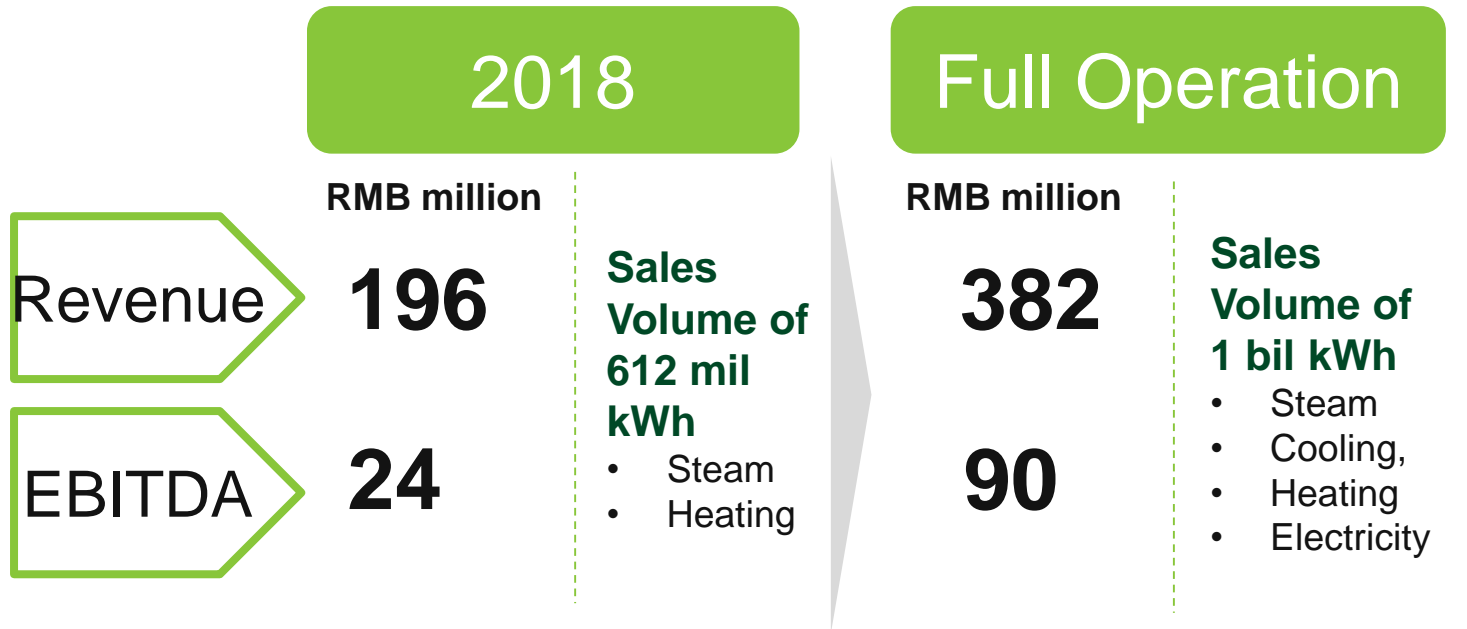 2018
Full Operation
RMB million
RMB million
Revenue
196
Sales
Volume of
612 mil
kWh
• Steam
• Heating
382
Sales
Volume of
1 bil kWh
• Steam
• Cooling,
• Heating
• Electricity
EBITDA
24
90